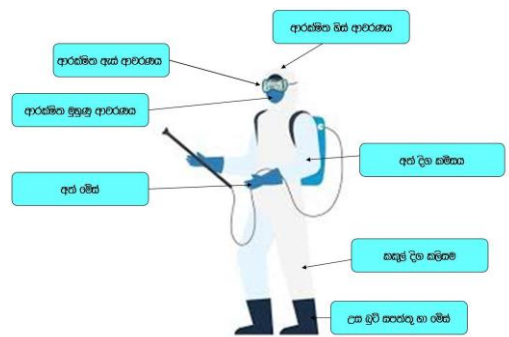 ආරක්ෂිත හිස් ආවරණය
ආරක්ෂිත ඇස් ආවරණය
ආරක්ෂිත මුහුණු ආවරණය
අත් දිග කමිසය
අත් මේස්
කකුල් දිග කලිසම
උස බූට් සපත්තු හා මේස්